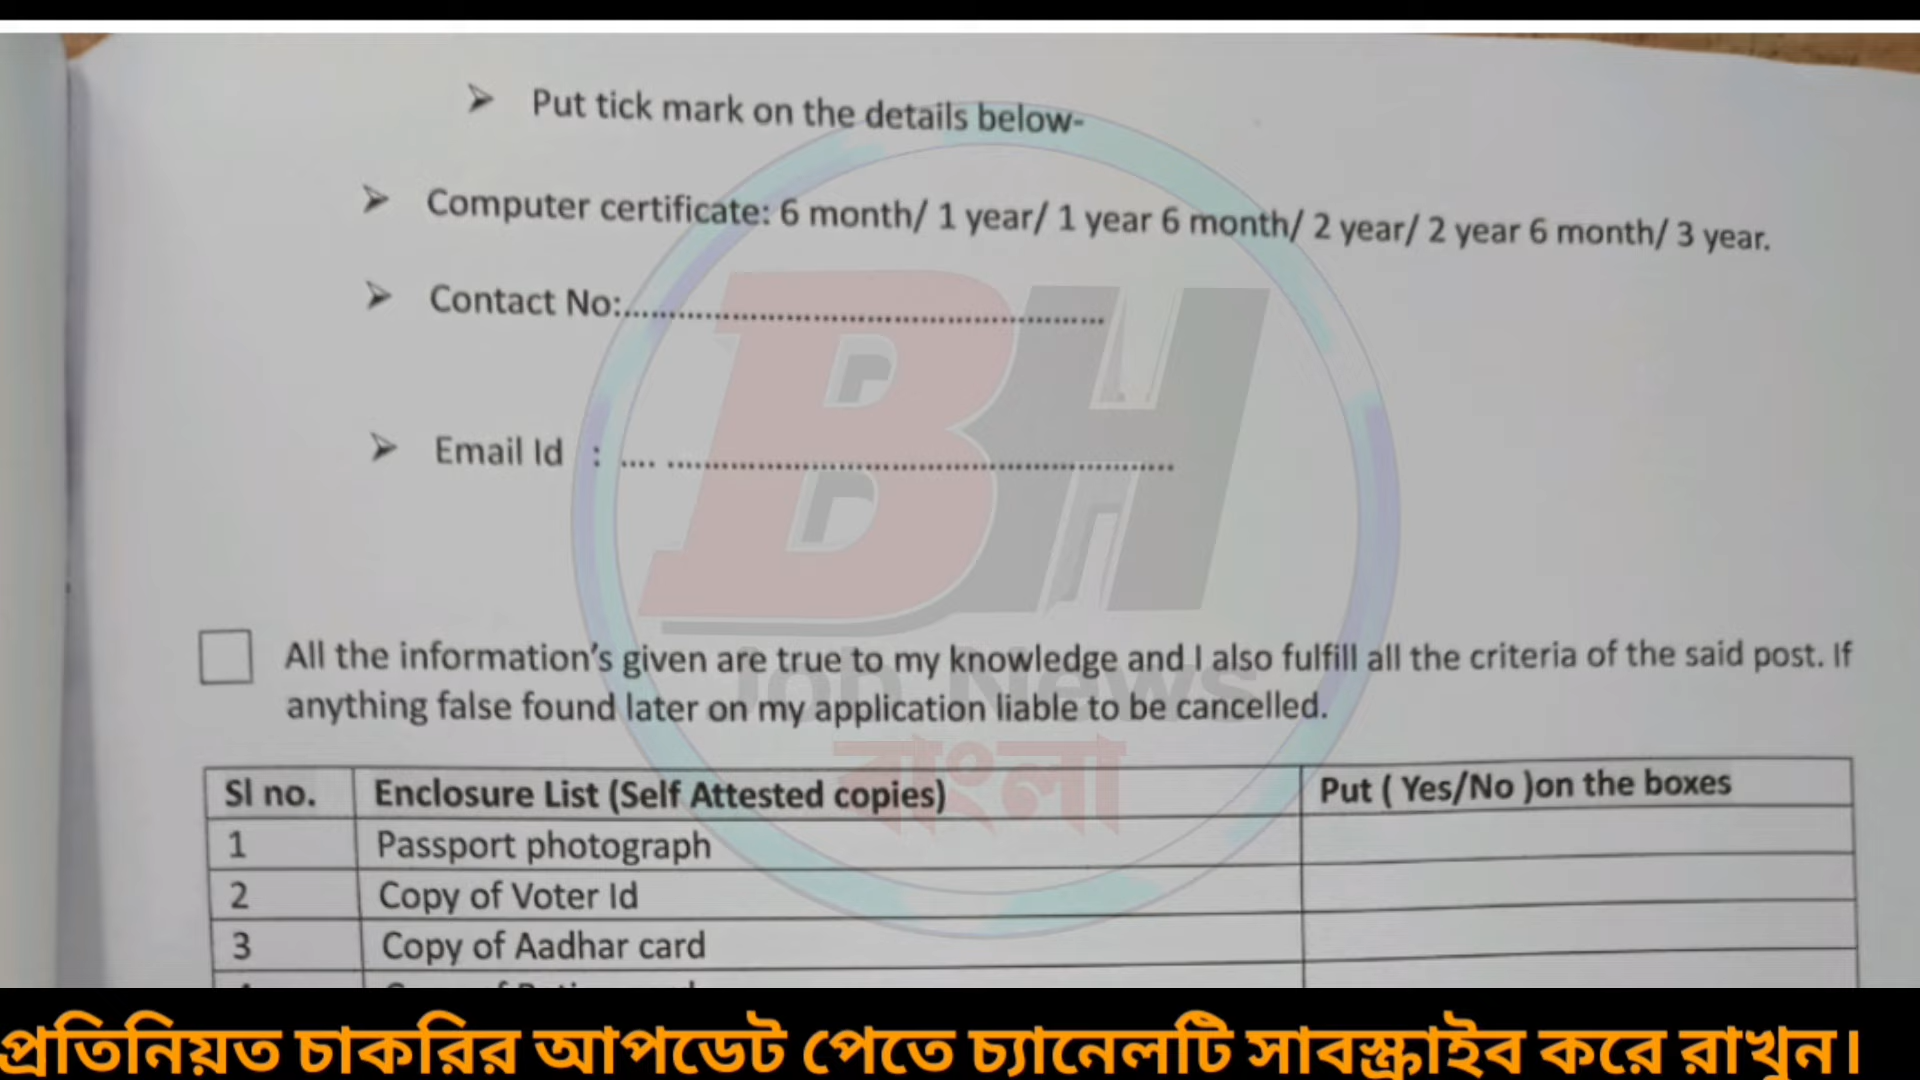 ➢ Put tick mark on the details below-
➢ Computer certificate: 6 month/ 1 year/ 1 year 6 month/ 2 year/ 2 year 6 month/ 3 year.
➢ Contact No:......................................................
➢ Email Id : .... .........................................................
BH
All the information's given are true to my knowledge and I also fulfill all the criteria of the said post. If
anything false found later on my application liable to be cancelled.
Job News
বাংলা
Sl no. Enclosure List (Self Attested copies) Put ( Yes/No )on the boxes
1 Passport photograph
2 Copy of Voter Id
3 Copy of Aadhar card
প্রতিনিয়ত চাকরির আপডেট পেতে চ্যানেলটি সাবস্ক্রাইব করে রাখুন।